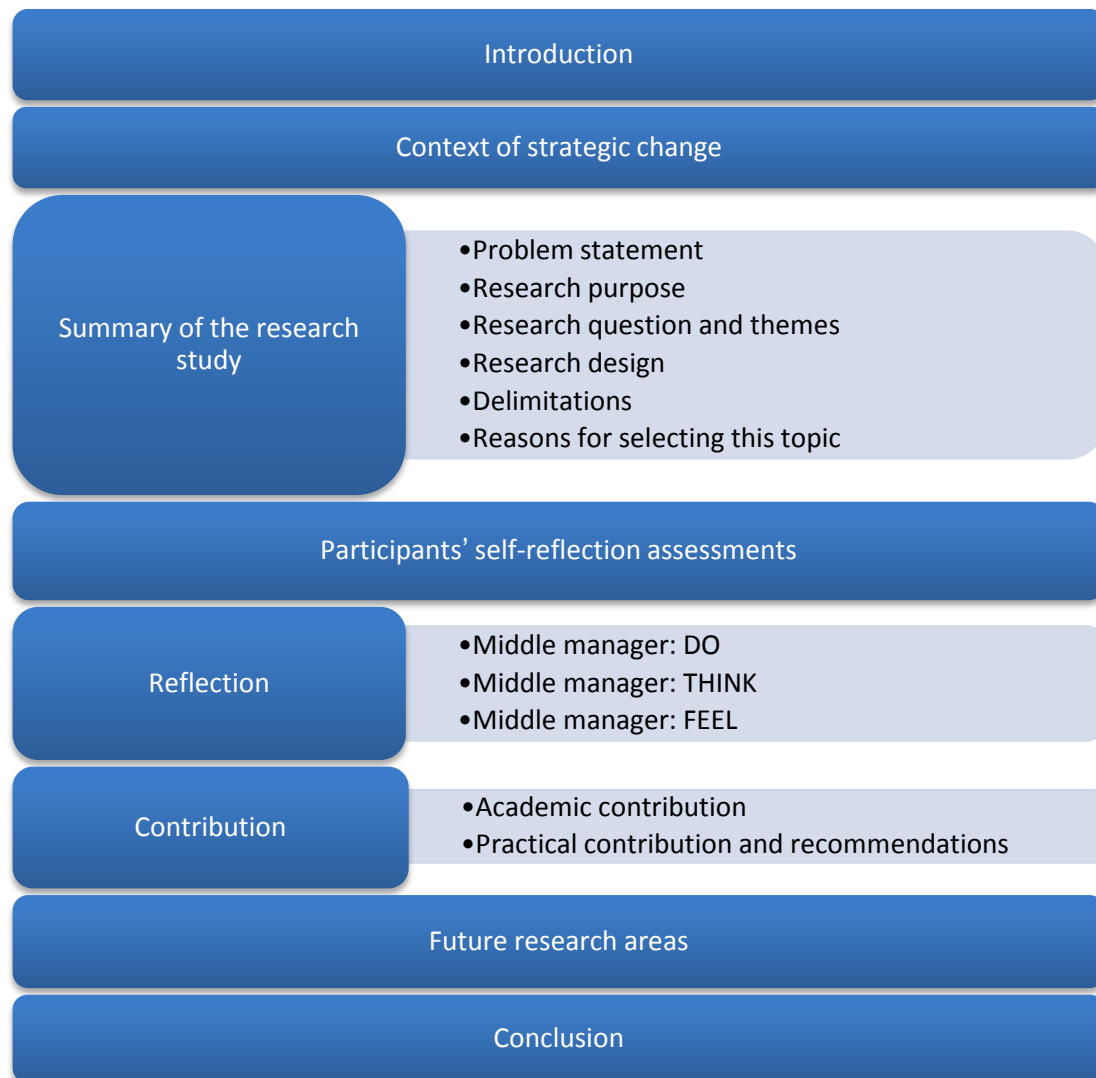 Introduction
Context of strategic change
Summary of the research
study
•Problem statement
•Research purpose
•Research question and themes
•Research design
•Delimitations
•Reasons for selecting this topic
Participants’ self-reflection assessments
Reflection
•Middle manager: DO
•Middle manager: THINK
•Middle manager: FEEL
Contribution
•Academic contribution
•Practical contribution and recommendations
Future research areas
Conclusion